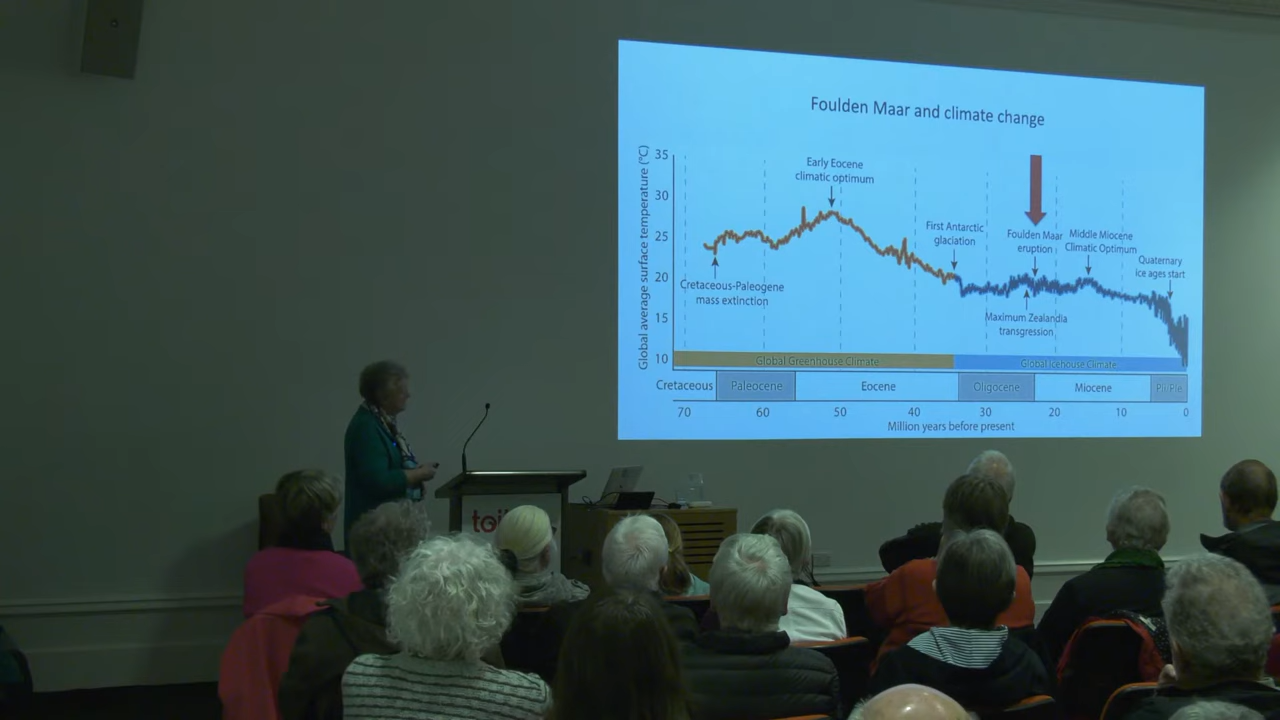 Foulden Maar and climate change
Global average surface temperature (°C)
35
30
25
20
15
10
Early Eocene
climatic optimum
First Antarctic
glaciation
Foulden Maar
eruption
Middle Miocene
Climatic Optimum
Quaternary
ice ages start
Cretaceous-Paleogene
mass extinction
Maximum Zealandia
transgression
Global Greenhouse Climate
Global Icehouse Climate
Cretaceous
Paleocene
Eocene
Oligocene
Miocene
Pli
Ple
70
60
50
40
30
20
10
0
Million years before present